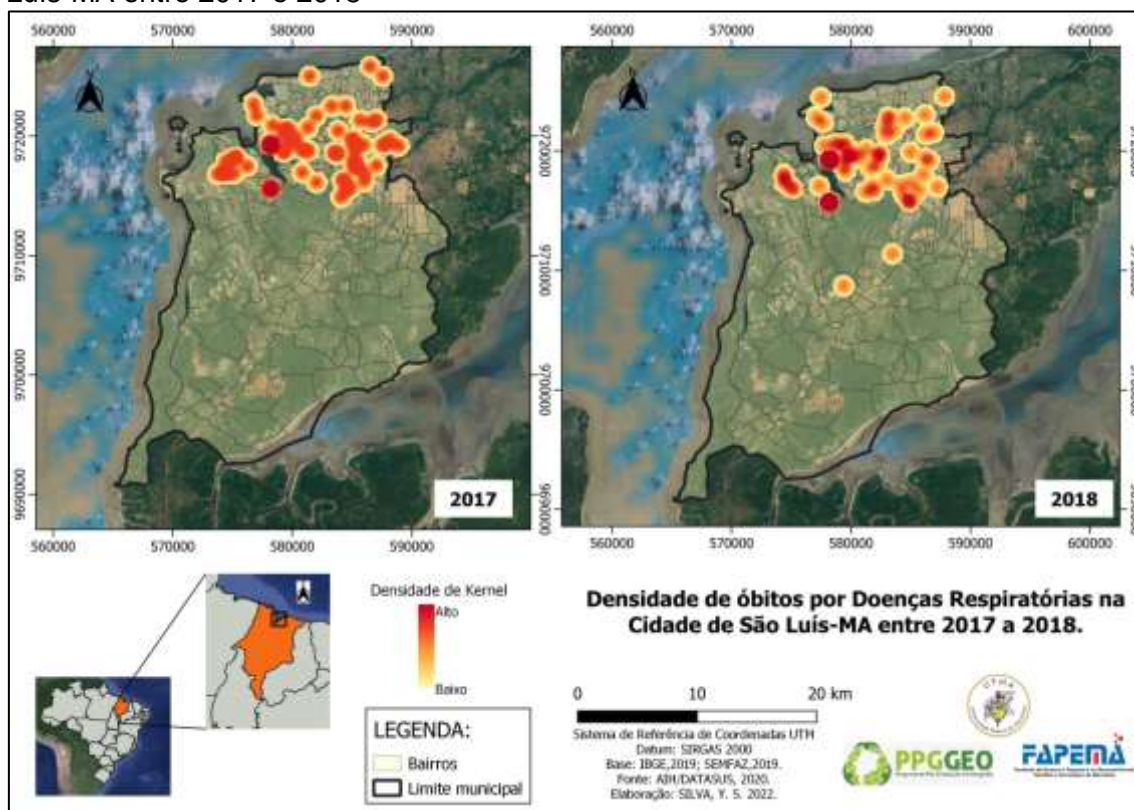 Luís-MA entre 2017 e 2018
560000 570000 580000 590000
560000 570000 580000 590000 600000
9720000
9710000
9700000
9690000
2017
9720000
9710000
9700000
9690000
2018
560000 570000 580000 590000
560000 570000 580000 590000 600000
Densidade de Kernel
Alto
Baixo
LEGENDA:
Bairros
Limite municipal
Densidade de óbitos por Doenças Respiratórias na
Cidade de São Luís-MA entre 2017 a 2018.
0 10 20 km
Sistema de Referência de Coordenadas UTM
Datum: SIRGAS 2000
Base: IBGE,2019; SEMFAZ,2019.
Fonte: AIH/DATASUS, 2020.
Elaboração: SILVA, Y. S. 2022.
UFMA
PPGGEO
FAPEMA